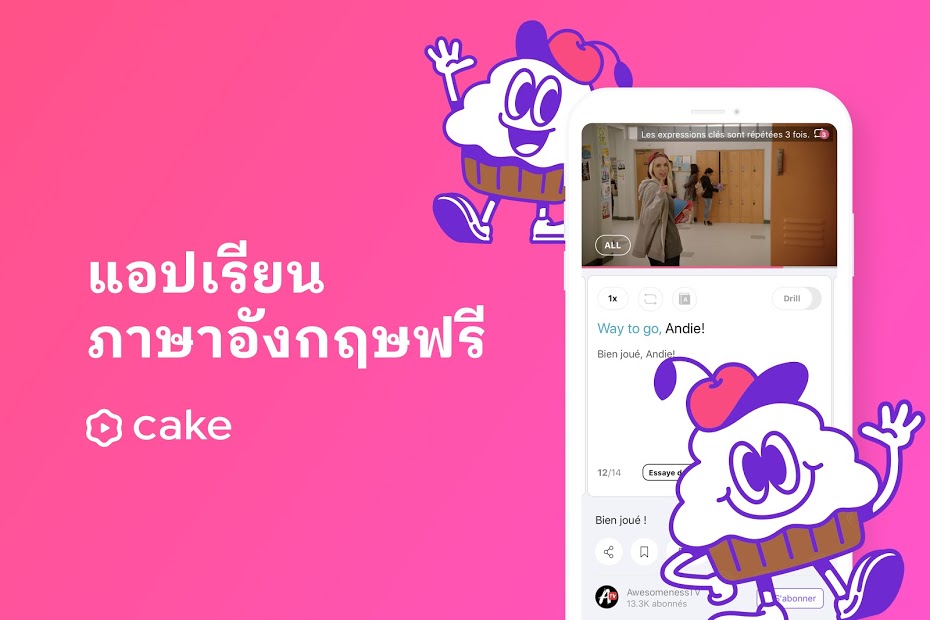 แอปเรียน
ภาษาอังกฤษฟรี
cake
Les expressions clés sont répétées 3 fois.
3
ALL
1x
A
Drill
Way to go, Andie!
Bien joué, Andie!
12/14
Essaye
Bien joué !
A TV
AwesomenessTV
13.3K abonnés
S'abonner